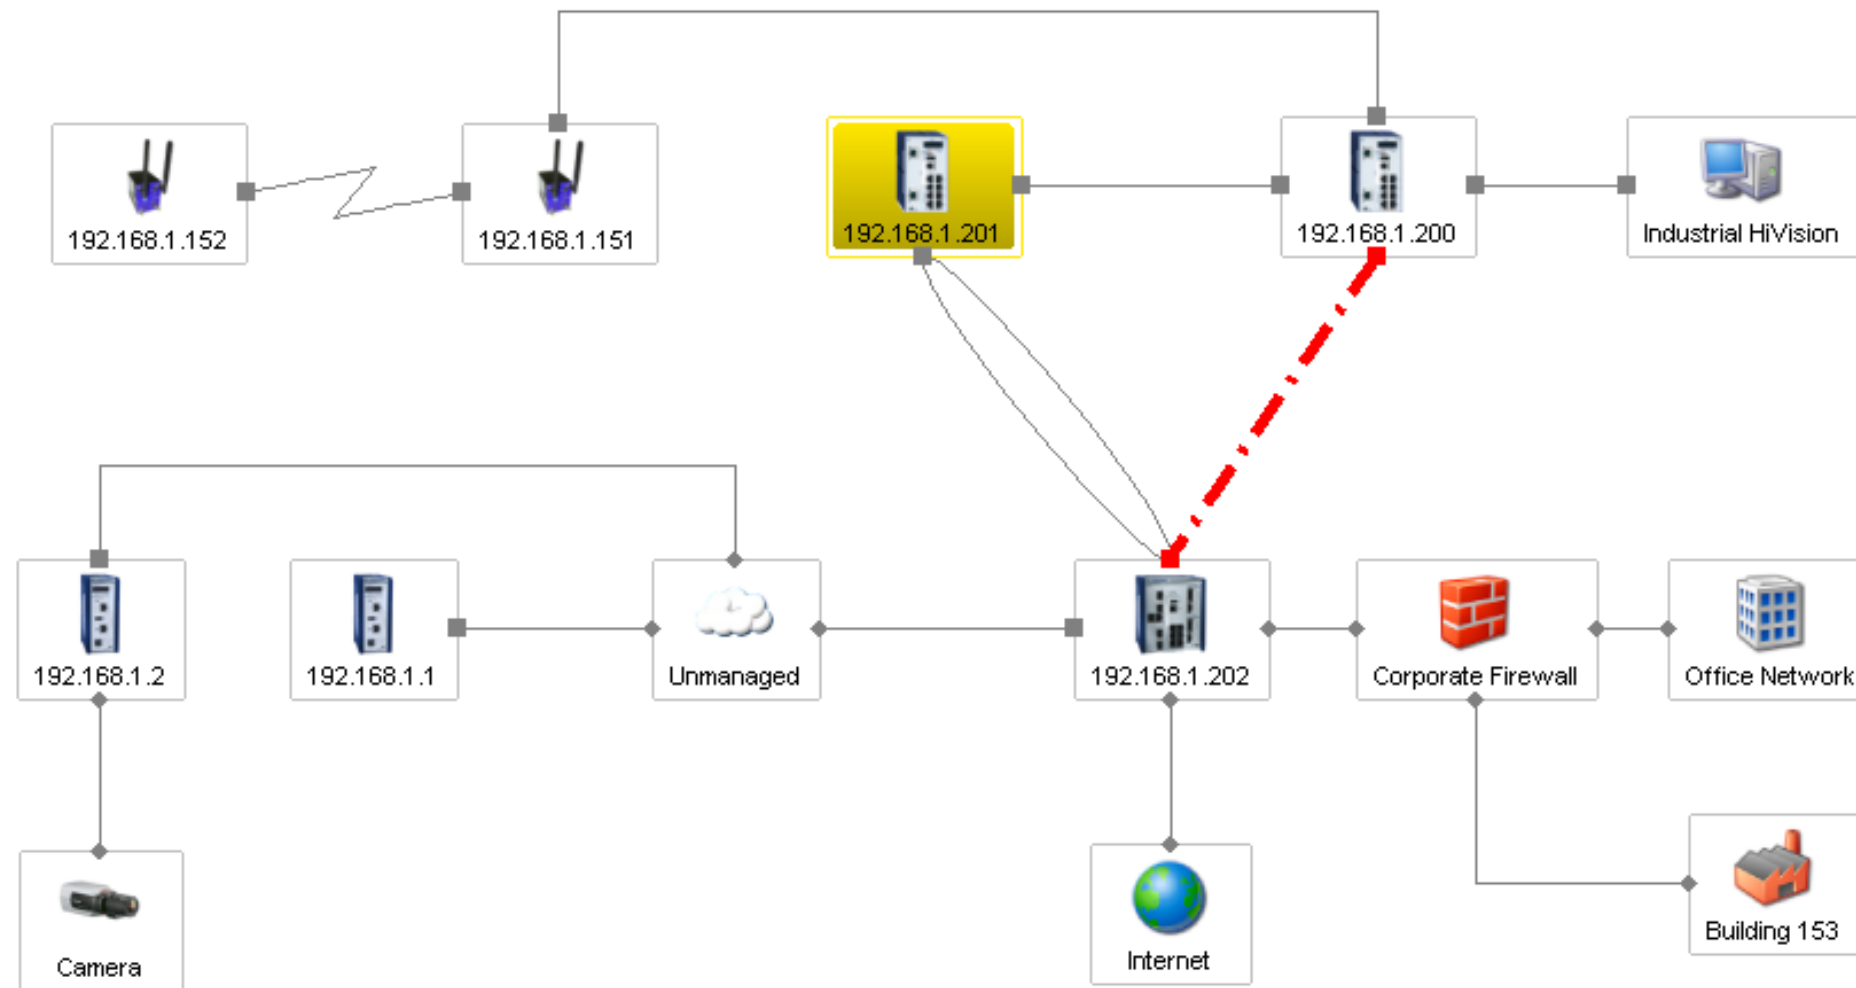 192.168.1.152
192.168.1.151
192.168.1.201
192.168.1.200
Industrial HiVision
192.168.1.2
192.168.1.1
Unmanaged
192.168.1.202
Corporate Firewall
Office Network
Building 153
Camera
Internet